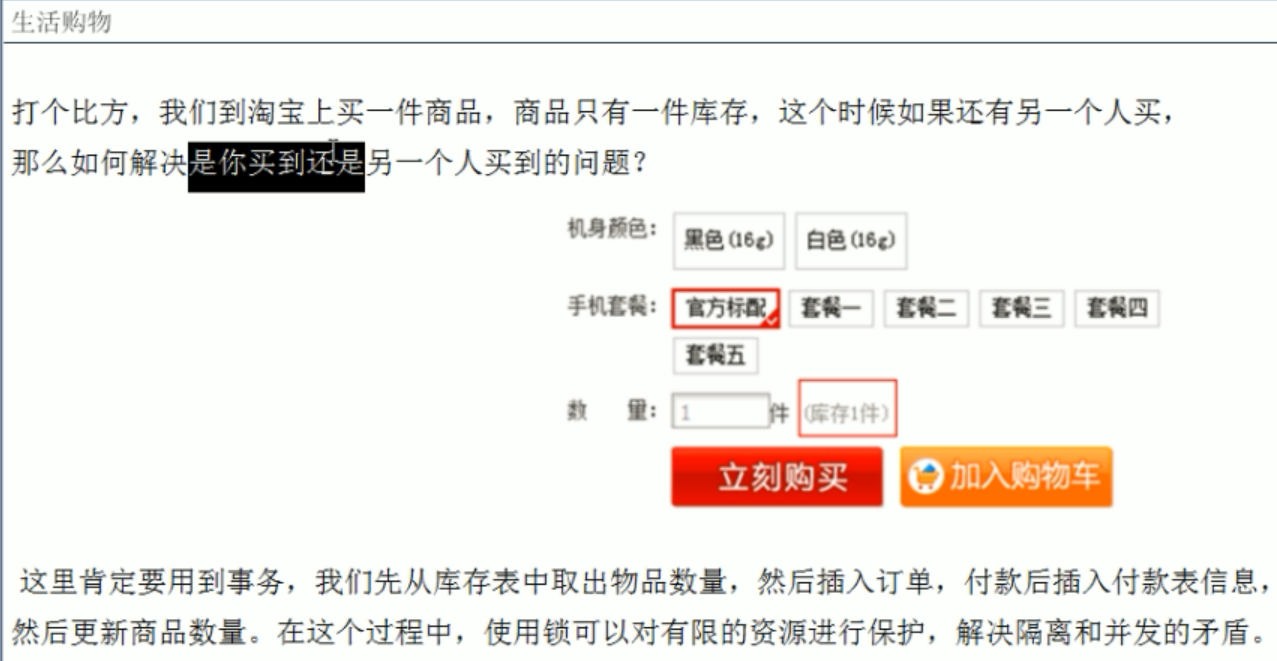 生活购物
打个比方，我们到淘宝上买一件商品，商品只有一件库存，这个时候如果还有另一个人买，
那么如何解决是你买到还是另一个人买到的问题？
机身颜色： 黑色(16g) 白色(16g)
手机套餐： 官方标配 套餐一 套餐二 套餐三 套餐四
套餐五
数 量： 1 件 (库存1件)
立刻购买 加入购物车
这里肯定要用到事务，我们先从库存表中取出物品数量，然后插入订单，付款后插入付款表信息，
然后更新商品数量。在这个过程中，使用锁可以对有限的资源进行保护，解决隔离和并发的矛盾。